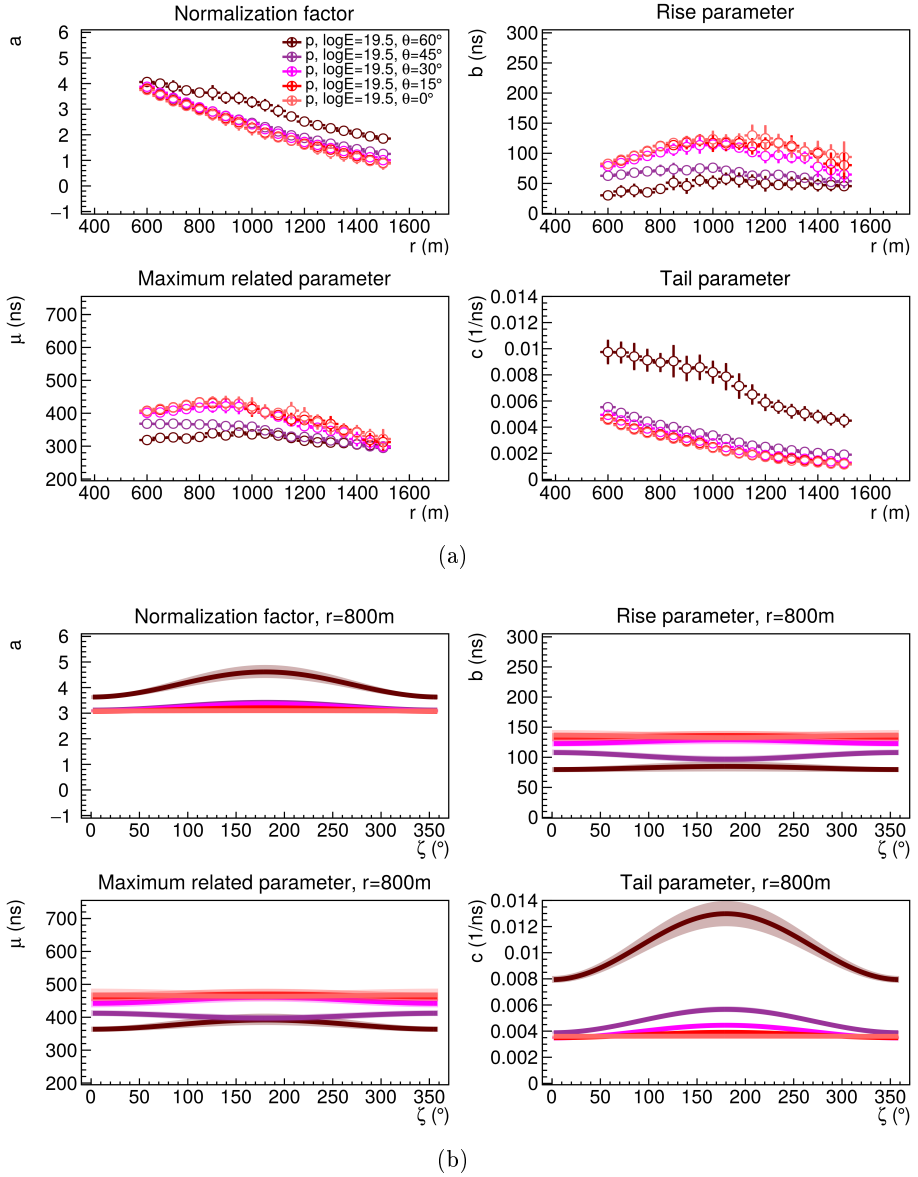 Normalization factor
a
6
5
4
3
2
1
0
−1
400 600 800 1000 1200 1400 1600
r (m)
p, logE=19.5, θ=60°
p, logE=19.5, θ=45°
p, logE=19.5, θ=30°
p, logE=19.5, θ=15°
p, logE=19.5, θ=0°
Rise parameter
b (ns)
300
250
200
150
100
50
0
400 600 800 1000 1200 1400 1600
r (m)
Maximum related parameter
μ (ns)
700
600
500
400
300
200
400 600 800 1000 1200 1400 1600
r (m)
Tail parameter
c (1/ns)
0.014
0.012
0.01
0.008
0.006
0.004
0.002
0
400 600 800 1000 1200 1400 1600
r (m)
(a)
Normalization factor, r=800m
a
6
5
4
3
2
1
0
−1
0 50 100 150 200 250 300 350
ζ (°)
Rise parameter, r=800m
b (ns)
300
250
200
150
100
50
0
0 50 100 150 200 250 300 350
ζ (°)
Maximum related parameter, r=800m
μ (ns)
700
600
500
400
300
200
0 50 100 150 200 250 300 350
ζ (°)
Tail parameter, r=800m
c (1/ns)
0.014
0.012
0.01
0.008
0.006
0.004
0.002
0
0 50 100 150 200 250 300 350
ζ (°)
(b)